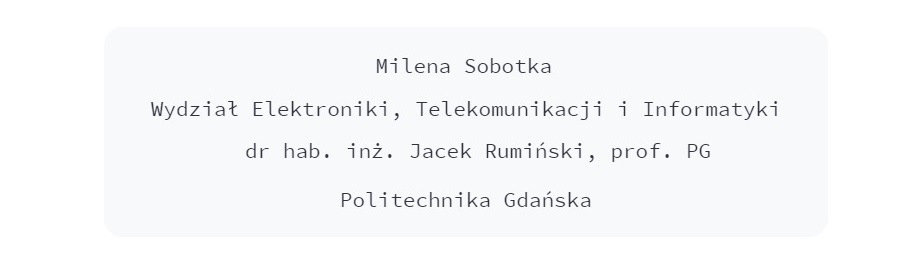 Milena Sobotka
Wydział Elektroniki, Telekomunikacji i Informatyki
dr hab. inż. Jacek Rumiński, prof. PG
Politechnika Gdańska